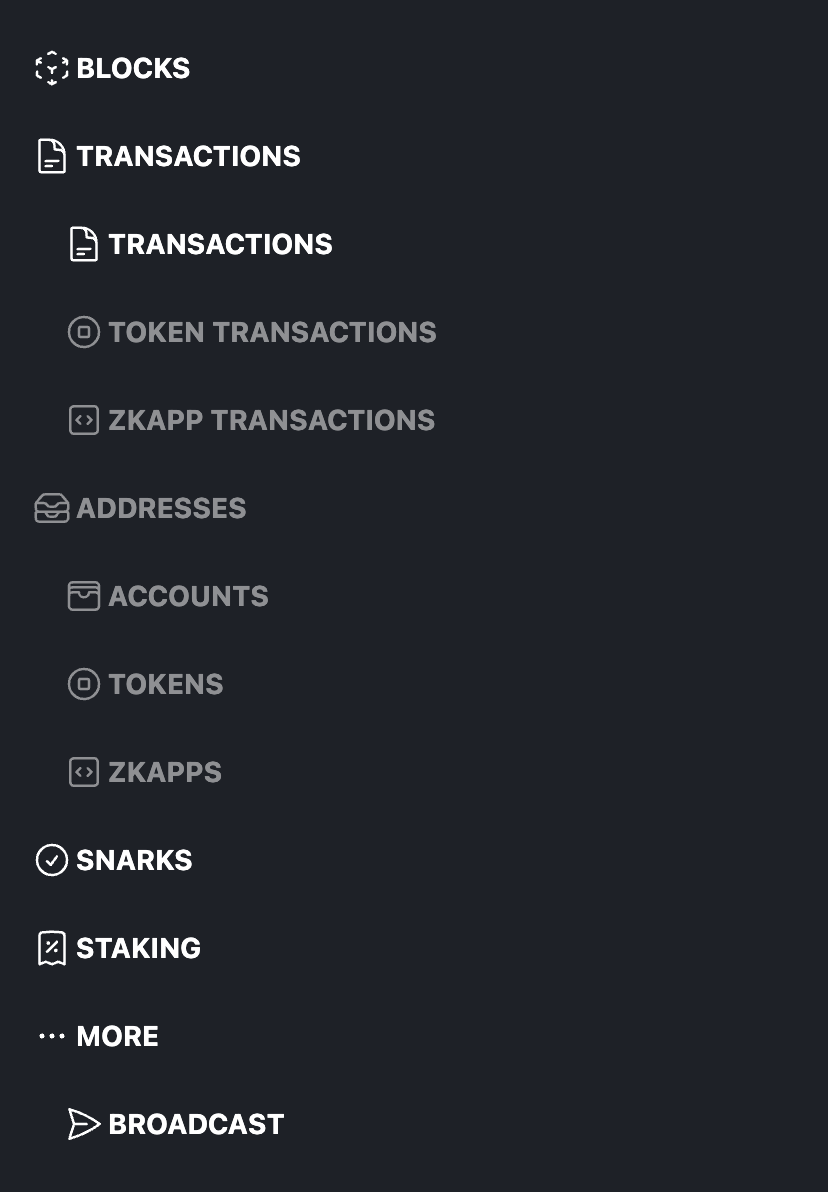 BLOCKS
TRANSACTIONS
TRANSACTIONS
TOKEN TRANSACTIONS
ZKAPP TRANSACTIONS
ADDRESSES
ACCOUNTS
TOKENS
ZKAPPS
SNARKS
STAKING
MORE
BROADCAST